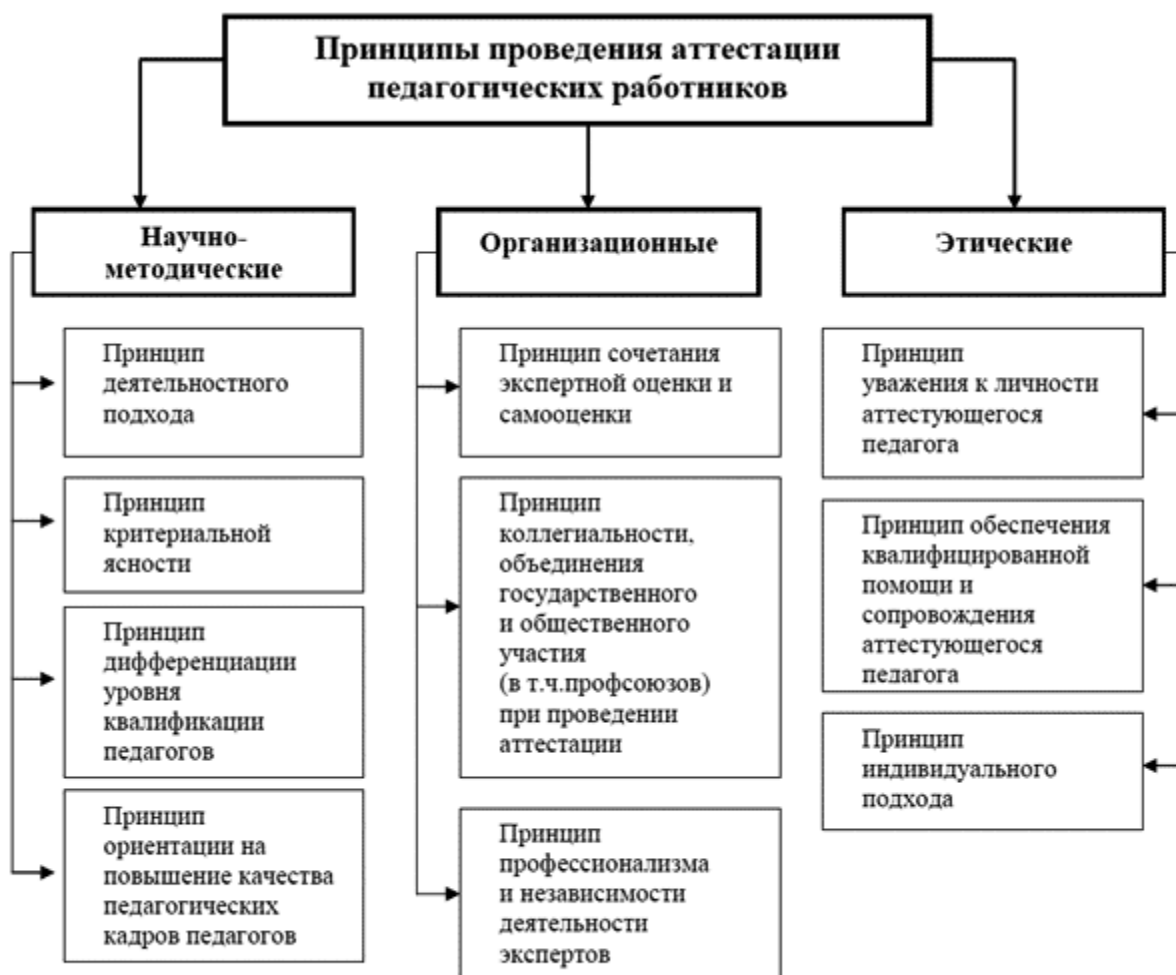 Принципы проведения аттестации
педагогических работников
Научно-
методические
Принцип
деятельностного
подхода
Принцип
критериальной
ясности
Принцип
дифференциации
уровня
квалификации
педагогов
Принцип
ориентации на
повышение качества
педагогических
кадров педагогов
Организационные
Принцип сочетания
экспертной оценки и
самооценки
Принцип
коллегиальности,
объединения
государственного
и общественного
участия
(в т.ч.профсоюзов)
при проведении
аттестации
Принцип
профессионализма
и независимости
деятельности
экспертов
Этические
Принцип
уважения к личности
аттестующегося
педагога
Принцип обеспечения
квалифицированной
помощи и
сопровождения
аттестующегося
педагога
Принцип
индивидуального
подхода